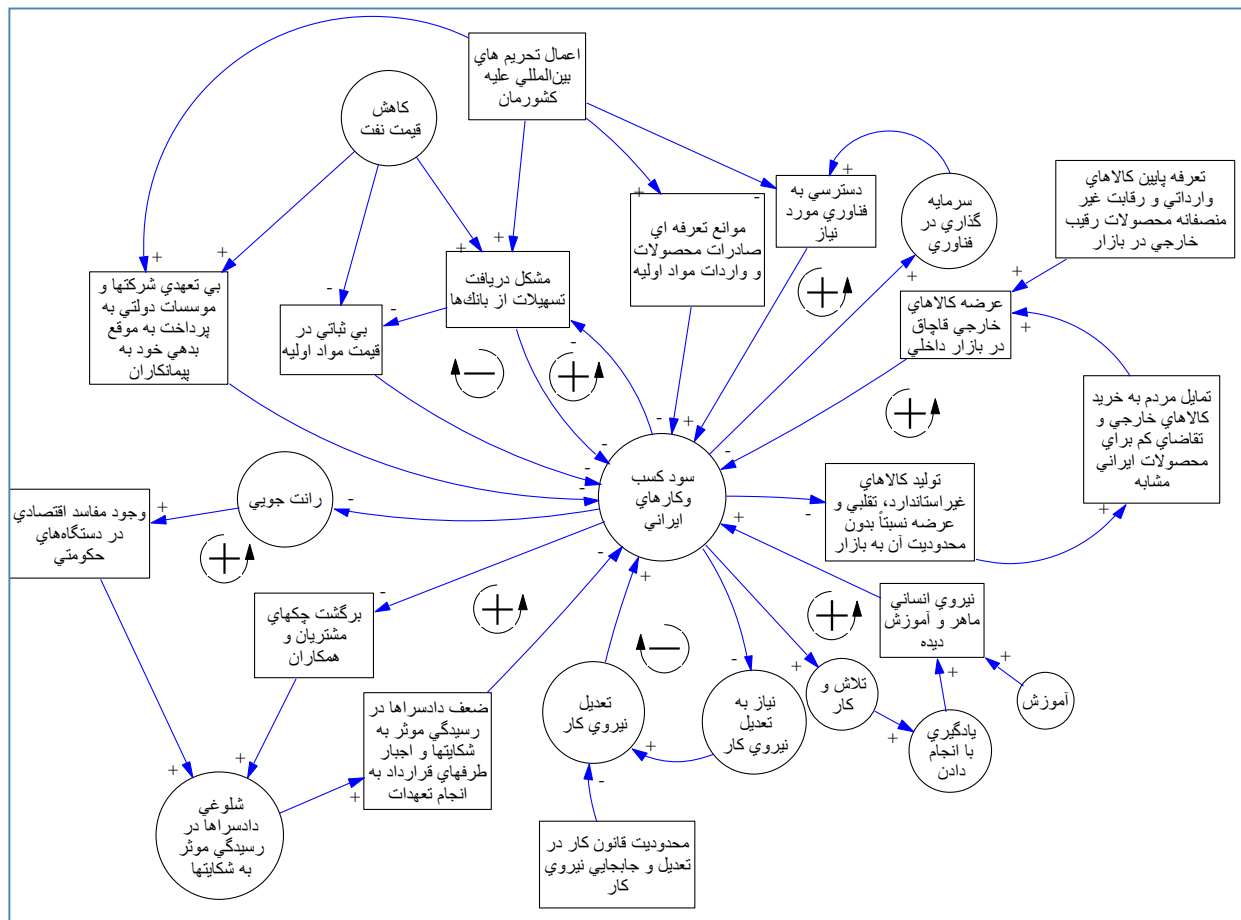 اعمال تحريم هاي
بين‌المللي عليه
كشورمان
كاهش
قيمت نفت
تعرفه پايين كالاهاي
وارداتي و رقابت غير
منصفانه محصولات رقيب
خارجي در بازار
دسترسي به
فناوري مورد
نياز
سرمايه
گذاري در
فناوري
موانع تعرفه اي
صادرات محصولات
و واردات مواد اوليه
مشكل دريافت
تسهيلات از بانك‌ها
بي تعهدي شركتها و
موسسات دولتي به
پرداخت به موقع
بدهي خود به
پيمانكاران
بي ثباتي در
قيمت مواد اوليه
عرضه كالاهاي
خارجي قاچاق
در بازار داخلي
تمايل مردم به خريد
كالاهاي خارجي و
تقاضاي كم براي
محصولات ايراني
مشابه
سود كسب
وكارهاي
ايراني
توليد كالاهاي
غيراستاندارد، تقلبي و
عرضه نسبتاً بدون
محدوديت آن به بازار
رانت جويي
وجود مفاسد اقتصادي
در دستگاه‌هاي
حكومتي
برگشت چكهاي
مشتريان و
همكاران
نيروي انساني
ماهر و آموزش
ديده
تعديل
نيروي كار
نياز به
تعديل
نيروي كار
تلاش و
كار
يادگيري
با انجام
دادن
آموزش
ضعف دادسراها در
رسيدگي موثر به
شكايتها و اجبار
طرفهاي قرارداد به
انجام تعهدات
شلوغي
دادسراها در
رسيدگي موثر
به شكايتها
محدوديت قانون كار در
تعديل و جابجايي نيروي
كار